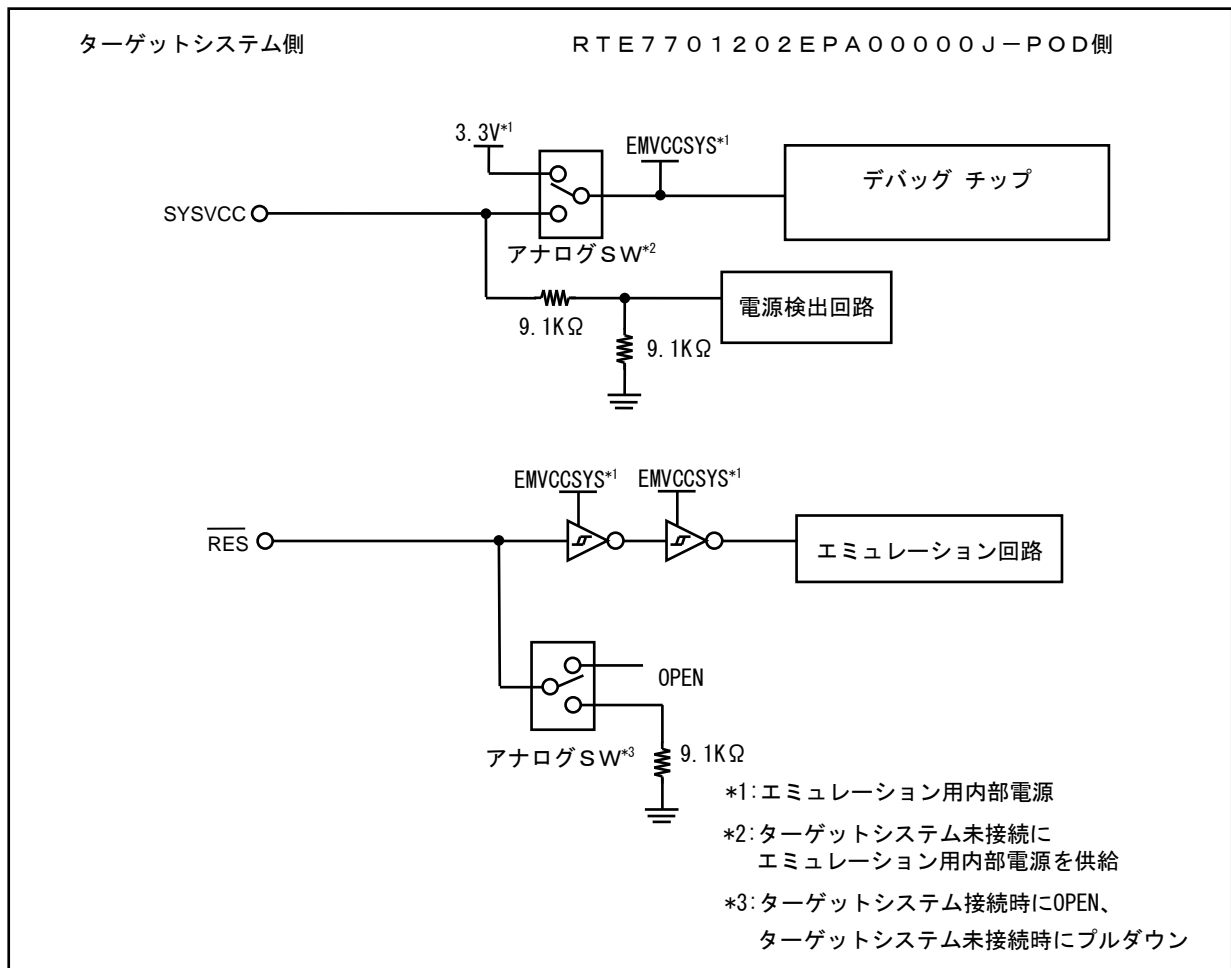 ターゲットシステム側
RTE7701202EPA00000J－POD側
3.3V*1
EMVCCSYS*1
デバッグ チップ
SYSVCC
アナログSW*2
電源検出回路
9.1KΩ
9.1KΩ
EMVCCSYS*1
EMVCCSYS*1
RES
エミュレーション回路
OPEN
アナログSW*3
9.1KΩ
*1:エミュレーション用内部電源
*2:ターゲットシステム未接続に
エミュレーション用内部電源を供給
*3:ターゲットシステム接続時にOPEN、
ターゲットシステム未接続時にプルダウン